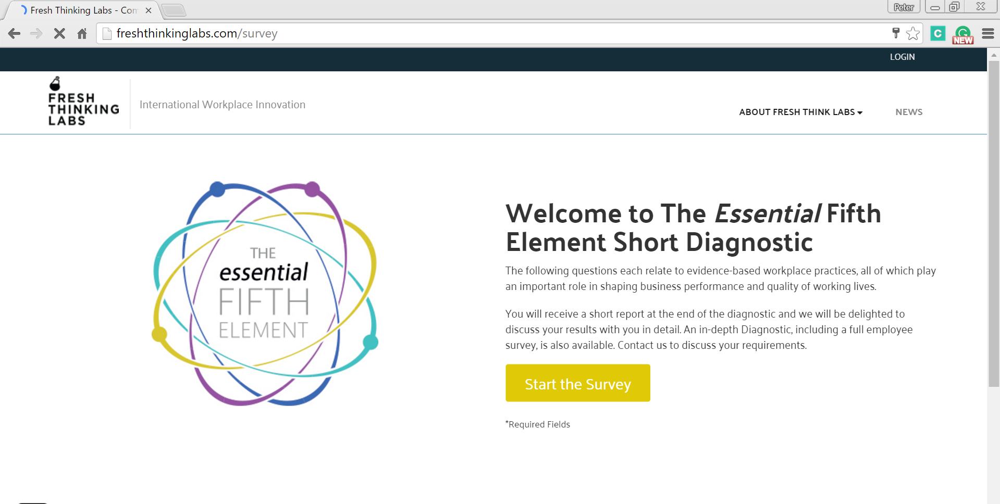 Fresh Thinking Labs - Com
Peter
freshthinkinglabs.com/survey
C
G
NEW
LOGIN
FRESH
THINKING
LABS
International Workplace Innovation
ABOUT FRESH THINK LABS
NEWS
THE
essential
FIFTH
ELEMENT
Welcome to The Essential Fifth
Element Short Diagnostic
The following questions each relate to evidence-based workplace practices, all of which play
an important role in shaping business performance and quality of working lives.
You will receive a short report at the end of the diagnostic and we will be delighted to
discuss your results with you in detail. An in-depth Diagnostic, including a full employee
survey, is also available. Contact us to discuss your requirements.
Start the Survey
*Required Fields